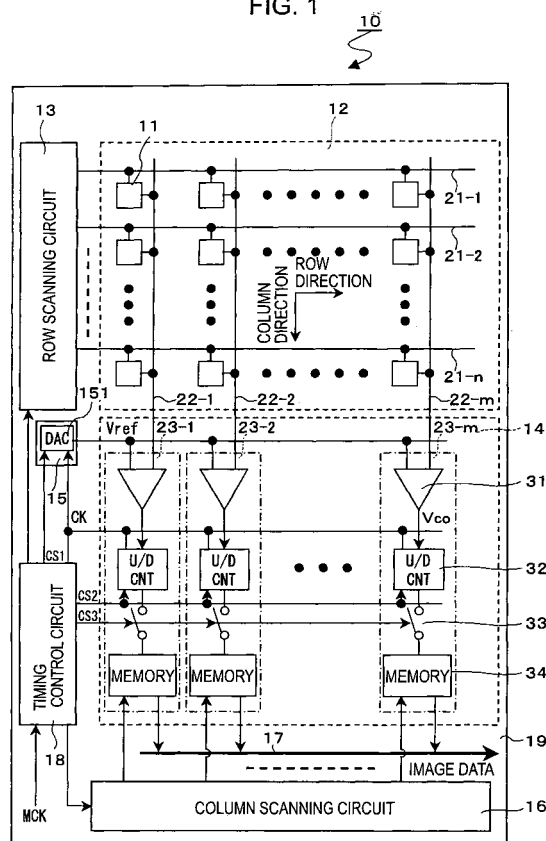 FIG. 1
10
13
12
11
21-1
21-2
ROW SCANNING CIRCUIT
ROW DIRECTION
COLUMN DIRECTION
21-n
22-1
22-2
22-m
151
DAC
15
Vref
23-1
23-2
23-m
14
31
CK
Vco
CS1
U/D CNT
U/D CNT
U/D CNT
32
CS2
CS3
33
TIMING CONTROL CIRCUIT
MEMORY
MEMORY
MEMORY
34
18
17
19
IMAGE DATA
MCK
COLUMN SCANNING CIRCUIT
16